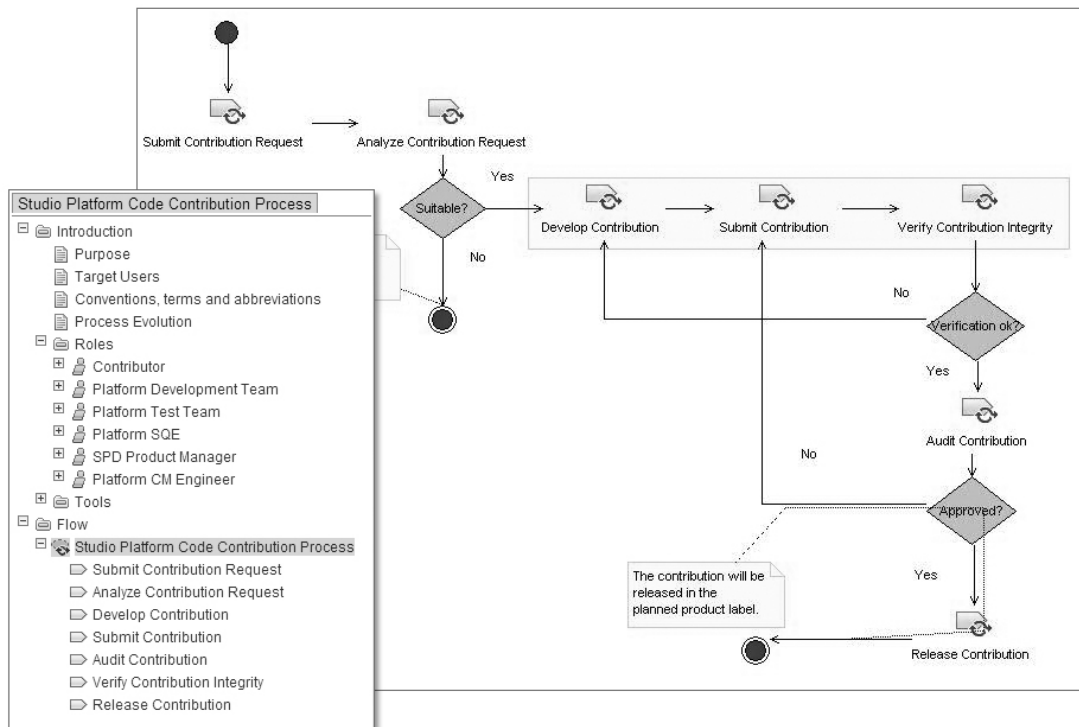 Submit Contribution Request
Analyze Contribution Request
Suitable?
Yes
No
Develop Contribution
Submit Contribution
Verify Contribution Integrity
No
Verification ok?
Yes
Audit Contribution
No
Approved?
Yes
The contribution will be
released in the
planned product label.
Release Contribution
Studio Platform Code Contribution Process
Introduction
Purpose
Target Users
Conventions, terms and abbreviations
Process Evolution
Roles
Contributor
Platform Development Team
Platform Test Team
Platform SQE
SPD Product Manager
Platform CM Engineer
Tools
Flow
Studio Platform Code Contribution Process
Submit Contribution Request
Analyze Contribution Request
Develop Contribution
Submit Contribution
Audit Contribution
Verify Contribution Integrity
Release Contribution